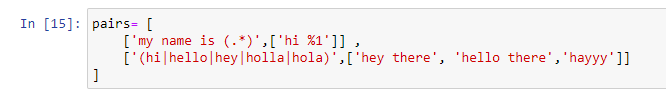 In [15]: pairs= [
    ['my name is (.*)',['hi %1']] ,
    ['(hi|hello|hey|holla|hola)',['hey there', 'hello there','hayyy']]
]